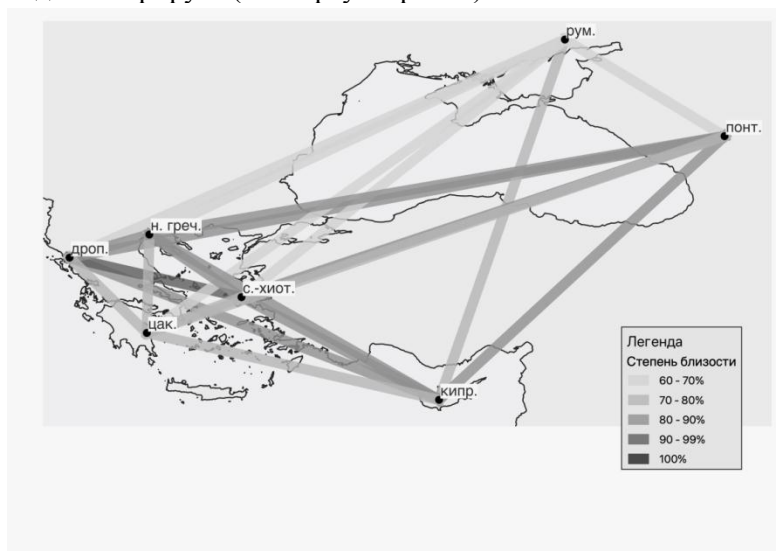 рум.
понт.
н. греч.
дроп.
с.-хиот.
цак.
кипр.
Легенда
Степень близости
60 - 70%
70 - 80%
80 - 90%
90 - 99%
100%